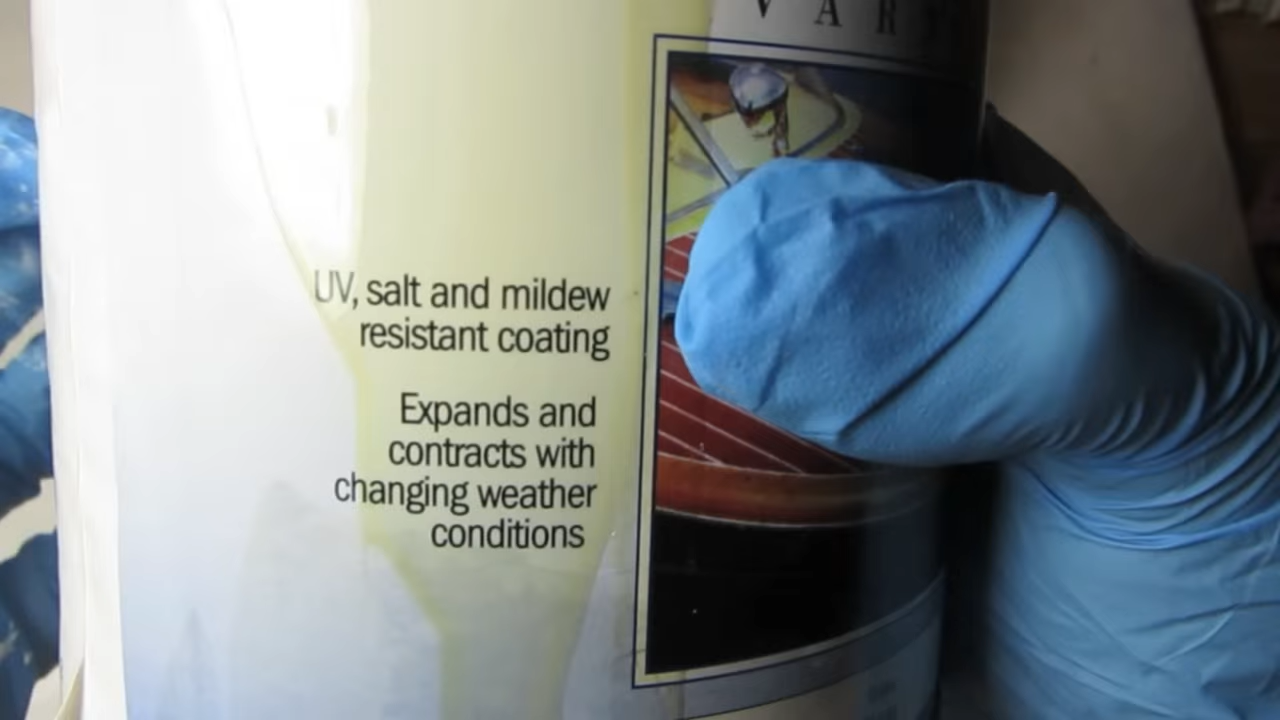 UV, salt and mildew
resistant coating
Expands and
contracts with
changing weather
conditions